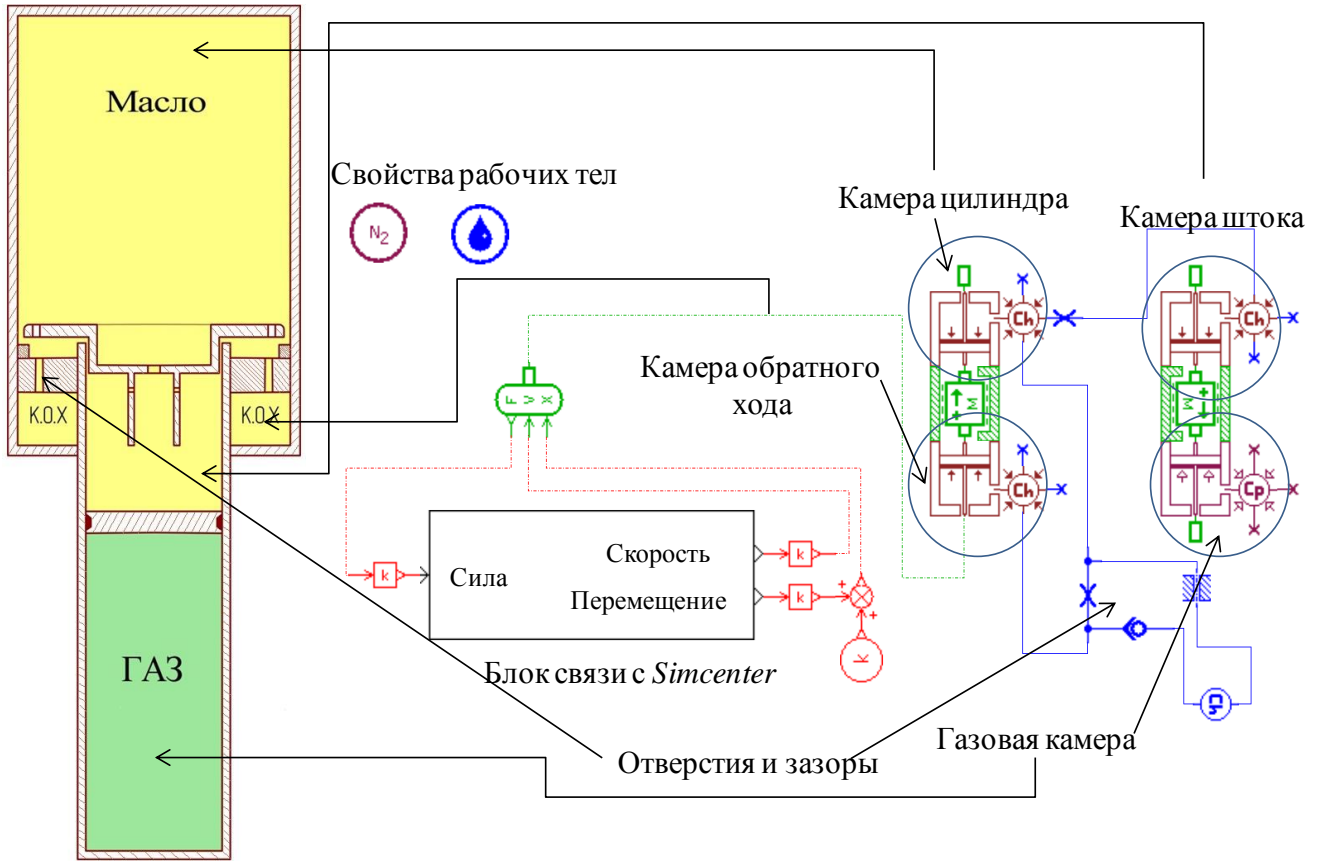 Масло
Свойства рабочих тел
N2
Камера цилиндра
Камера штока
Ch
Ch
К.О.Х
К.О.Х
F V X
Камера обратного
хода
M
M
Ch
Cp
k
Сила
Скорость
k
Перемещение
k
+
+
k
Блок связи с Simcenter
ГАЗ
Ch
Отверстия и зазоры
Газовая камера